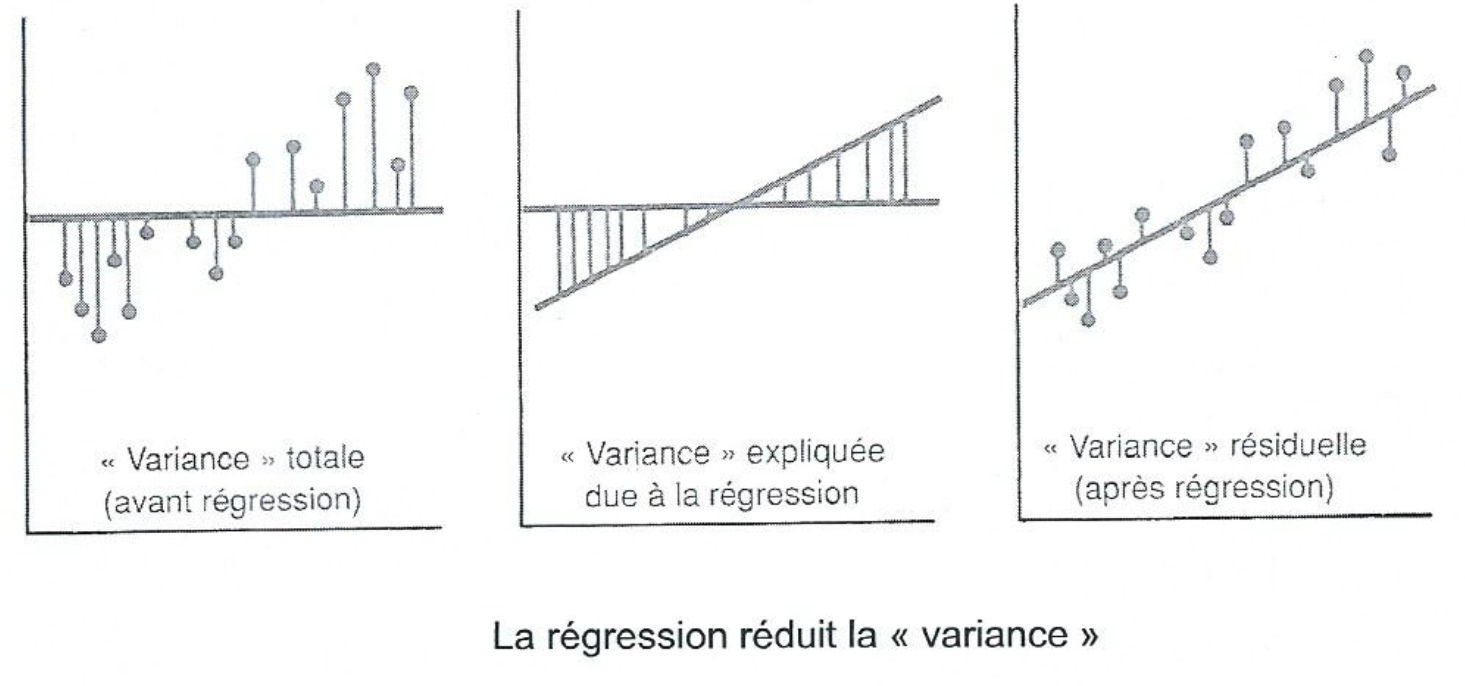 « Variance » totale
(avant régression)
« Variance » expliquée
due à la régression
« Variance » résiduelle
(après régression)
La régression réduit la « variance »